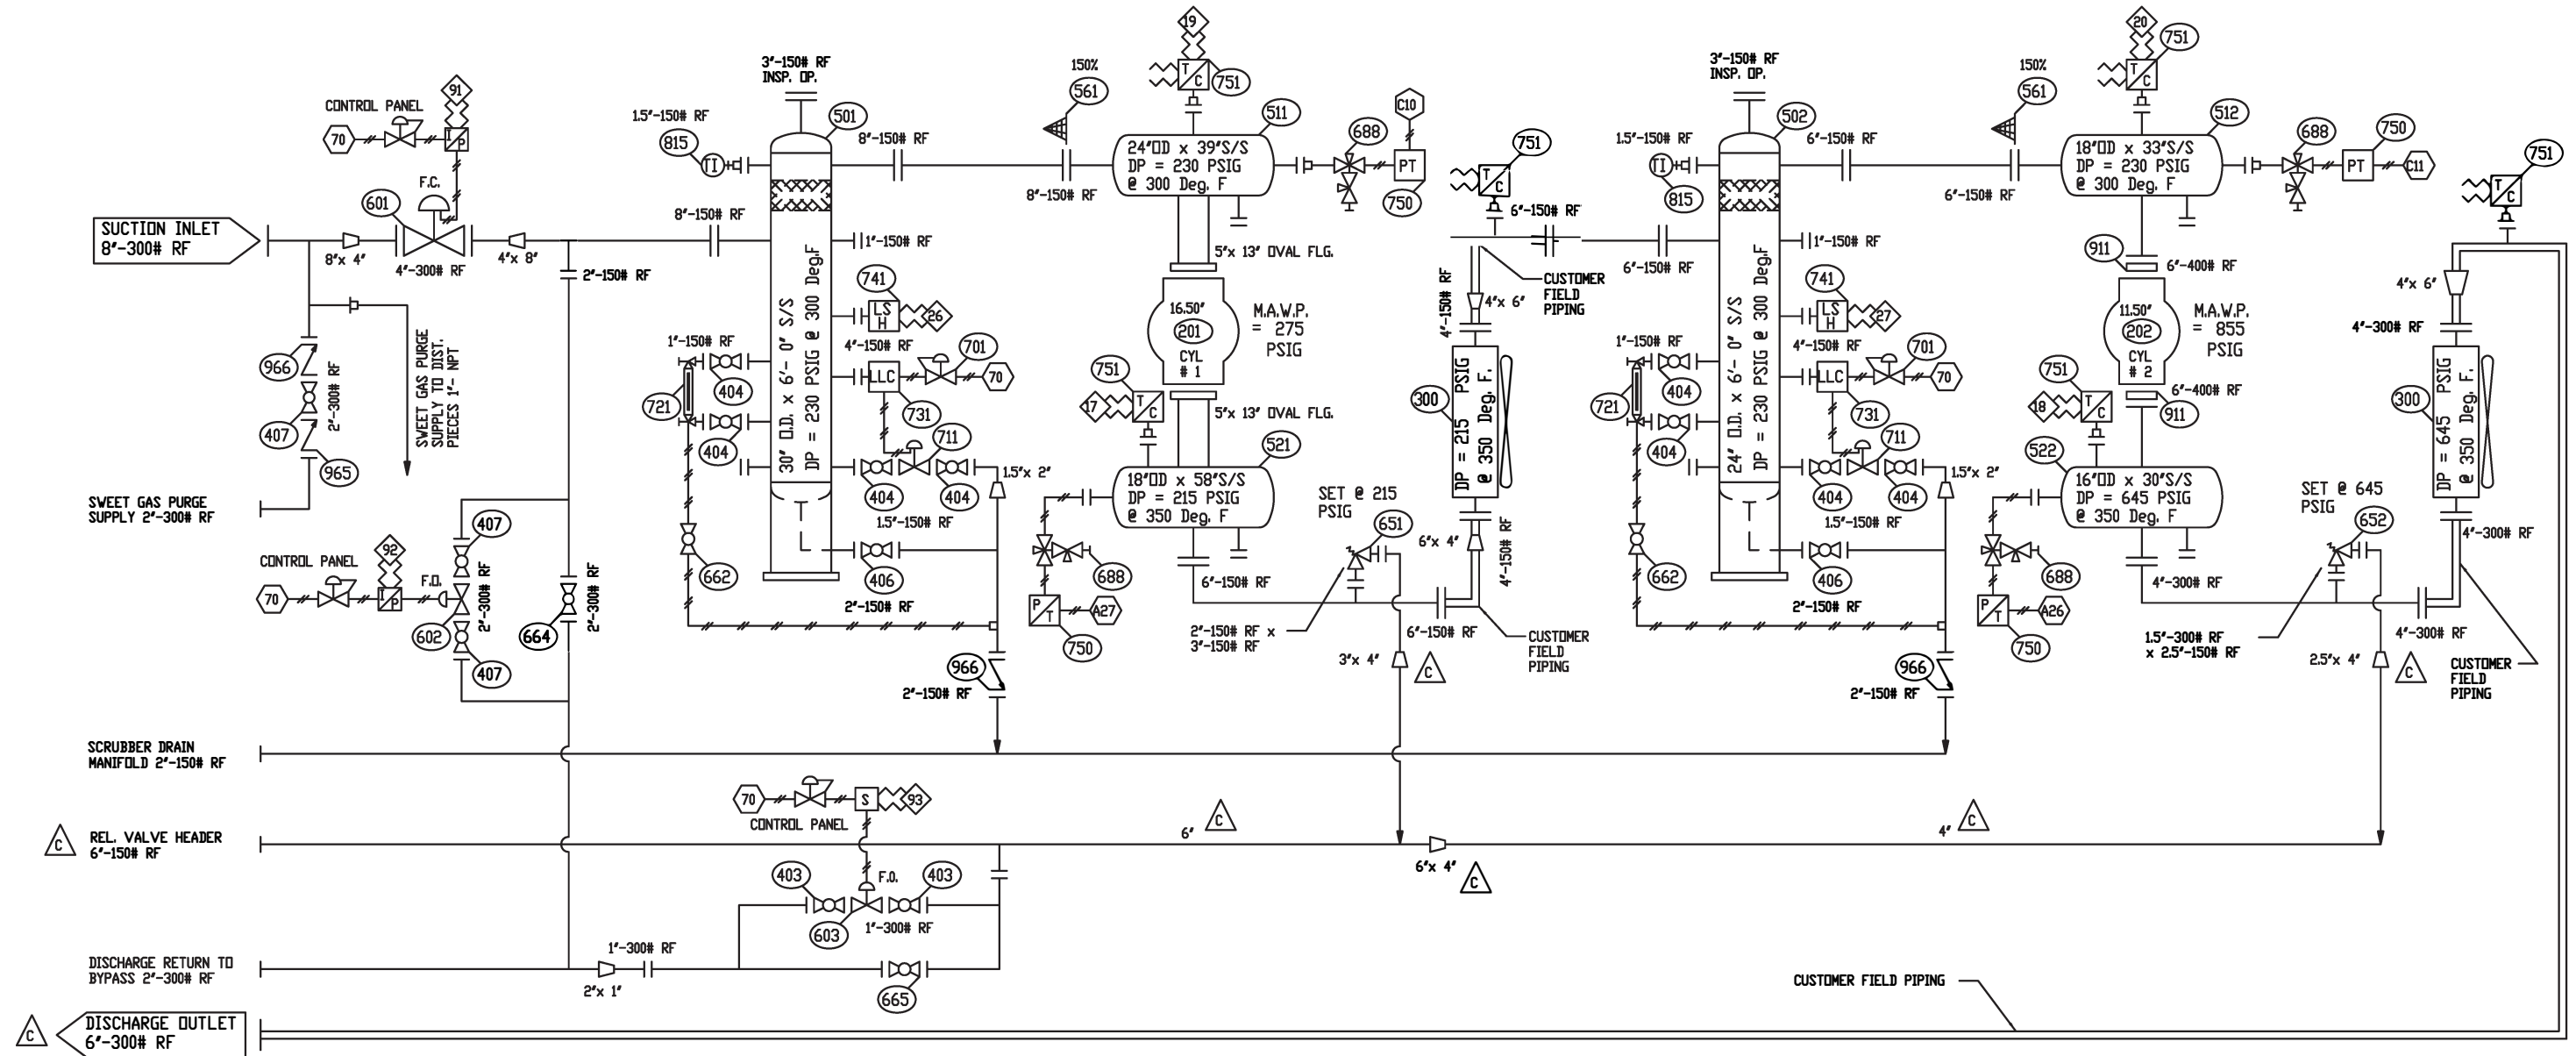 SUCTION INLET
8"-300# RF
8"x 4"
601
F.C.
4"-300# RF
4"x 8"
CONTROL PANEL
70
I
P
91
2"-150# RF
966
407
965
2"-300# RF
SWEET GAS PURGE
SUPPLY TO DIST.
PIECES 1"- NPT
SWEET GAS PURGE
SUPPLY 2"-300# RF
CONTROL PANEL
70
92
I
P
F.O.
407
602
407
2"-300# RF
664
2"-300# RF
3"-150# RF
INSP. OP.
1.5"-150# RF
815
TI
501
8"-150# RF
8"-150# RF
30" O.D. x 6'- 0" S/S
DP = 230 PSIG @ 300 Deg.F
1"-150# RF
741
LS
H
26
4"-150# RF
701
LLC
70
731
1"-150# RF
404
721
404
711
404
404
1.5"x 2"
1.5"-150# RF
406
2"-150# RF
662
966
2"-150# RF
150%
561
8"-150# RF
19
T
C
751
511
24"OD x 39"S/S
DP = 230 PSIG
@ 300 Deg. F
688
C10
PT
750
5"x 13" OVAL FLG.
16.50"
201
CYL
# 1
M.A.W.P.
= 275
PSIG
751
17
T
C
5"x 13" OVAL FLG.
521
18"OD x 58"S/S
DP = 215 PSIG
@ 350 Deg. F
688
P
T
A27
750
6"-150# RF
SET @ 215
PSIG
651
2"-150# RF x
3"-150# RF
3"x 4"
C
6"-150# RF
6"x 4"
4"-150# RF
CUSTOMER
FIELD
PIPING
300
DP = 215 PSIG
@ 350 Deg. F.
4"-150# RF
4"x 6"
CUSTOMER
FIELD
PIPING
751
T
C
6"-150# RF
6"-150# RF
3"-150# RF
INSP. OP.
1.5"-150# RF
TI
815
502
6"-150# RF
24" O.D. x 6'- 0" S/S
DP = 230 PSIG @ 300 Deg.F
1"-150# RF
741
LS
H
27
4"-150# RF
701
LLC
70
731
1"-150# RF
404
721
404
711
404
404
1.5"x 2"
1.5"-150# RF
406
2"-150# RF
662
966
2"-150# RF
150%
561
6"-150# RF
20
T
C
751
512
18"OD x 33"S/S
DP = 230 PSIG
@ 300 Deg. F
688
PT
750
C11
911
6"-400# RF
11.50"
202
CYL
# 2
M.A.W.P.
= 855
PSIG
6"-400# RF
911
751
18
T
C
522
16"OD x 30"S/S
DP = 645 PSIG
@ 350 Deg. F
688
P
T
A26
750
4"-300# RF
SET @ 645
PSIG
652
1.5"-300# RF
x 2.5"-150# RF
2.5"x 4"
C
4"-300# RF
4"-300# RF
CUSTOMER
FIELD
PIPING
300
DP = 645 PSIG
@ 350 Deg. F.
4"-300# RF
4"x 6"
751
T
C
SCRUBBER DRAIN
MANIFOLD 2"-150# RF
70
S
93
CONTROL PANEL
C
REL. VALVE HEADER
6"-150# RF
6"
C
6"x 4"
C
4"
C
403
F.O.
403
603
1"-300# RF
DISCHARGE RETURN TO
BYPASS 2"-300# RF
2"x 1"
1"-300# RF
665
CUSTOMER FIELD PIPING
C
DISCHARGE OUTLET
6"-300# RF